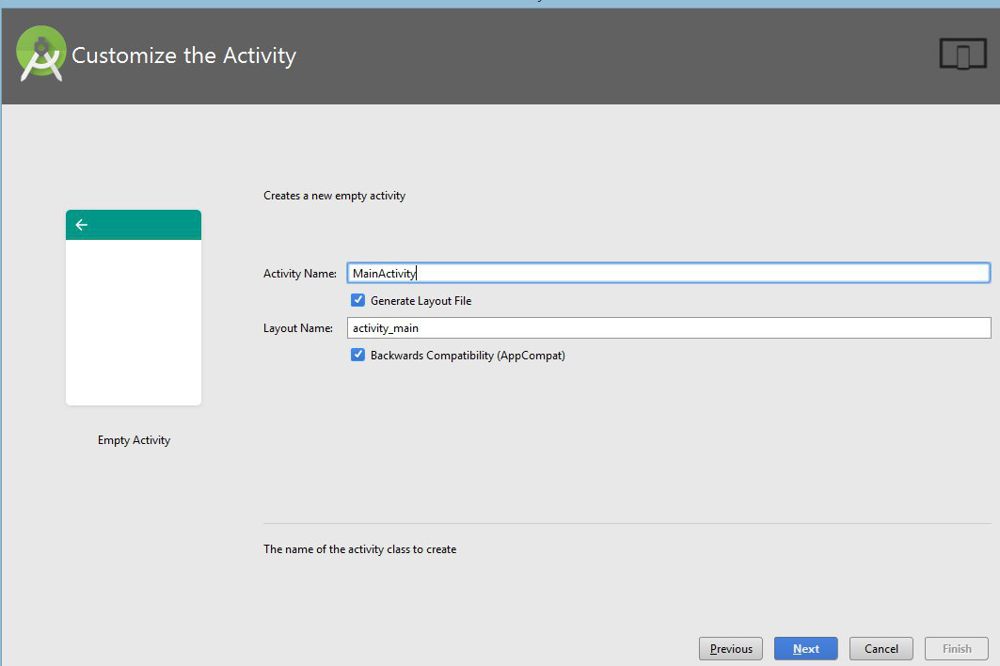 Customize the Activity
Creates a new empty activity
Activity Name: MainActivity
Generate Layout File
Layout Name: activity_main
Backwards Compatibility (AppCompat)
Empty Activity
The name of the activity class to create
Previous Next Cancel Finish